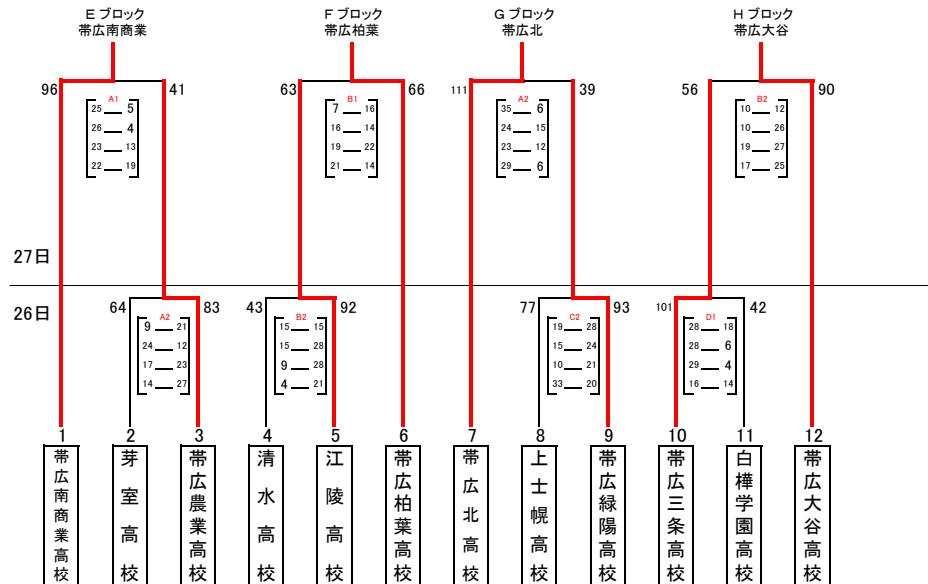 E ブロック
帯広南商業
F ブロック
帯広柏葉
G ブロック
帯広北
H ブロック
帯広大谷
96 41
A1
25 5
26 4
23 13
22 19
63 66
B1
7 16
16 14
19 22
21 14
111 39
A2
35 6
24 15
23 12
29 6
56 90
B2
10 12
10 26
19 27
17 25
27日
26日
64 83
A2
9 21
24 12
17 23
14 27
43 92
B2
15 15
15 28
9 28
4 21
77 93
C2
19 28
15 24
10 21
33 20
101 42
D1
28 18
28 6
29 4
16 14
1 2 3 4 5 6 7 8 9 10 11 12
帯広南商業高校
芽室高校
帯広農業高校
清水高校
江陵高校
帯広柏葉高校
帯広北高校
上士幌高校
帯広緑陽高校
帯広三条高校
白樺学園高校
帯広大谷高校